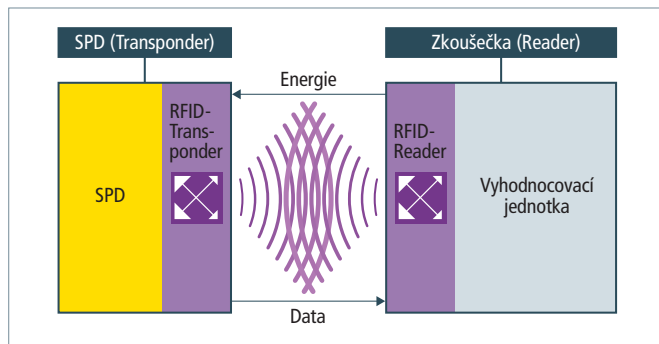 SPD (Transponder)
Zkoušečka (Reader)
Energie
RFID-
Trans-
ponder
RFID-
Reader
SPD
Vyhodnocovací
jednotka
Data